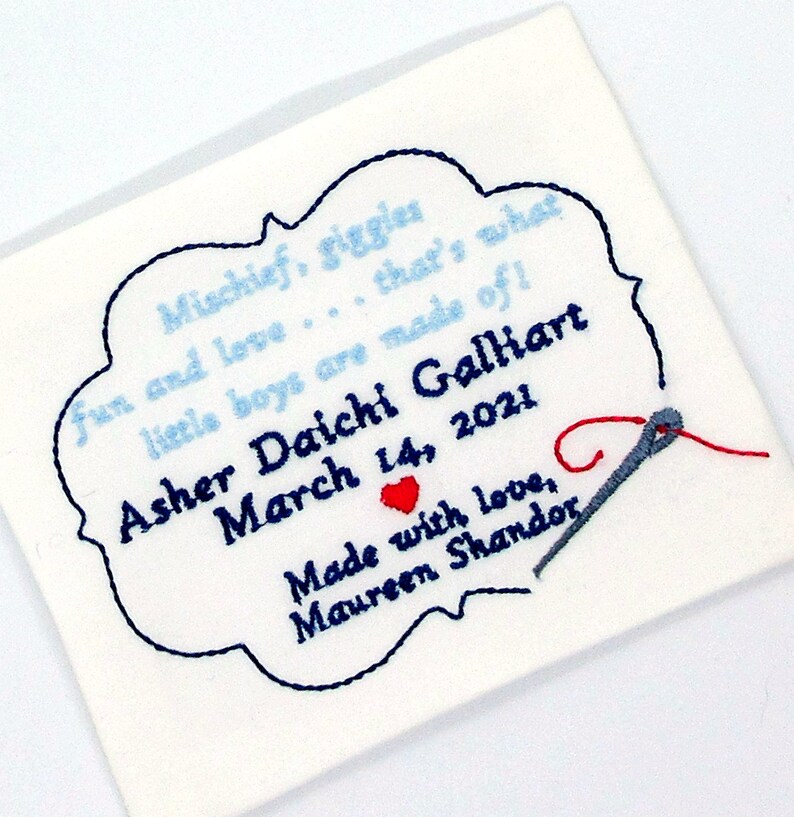 Mischief, giggles
fun and love . . . that's what
little boys are made of!
Asher Daichi Galliart
March 14, 2021
Made with love,
Maureen Shandor